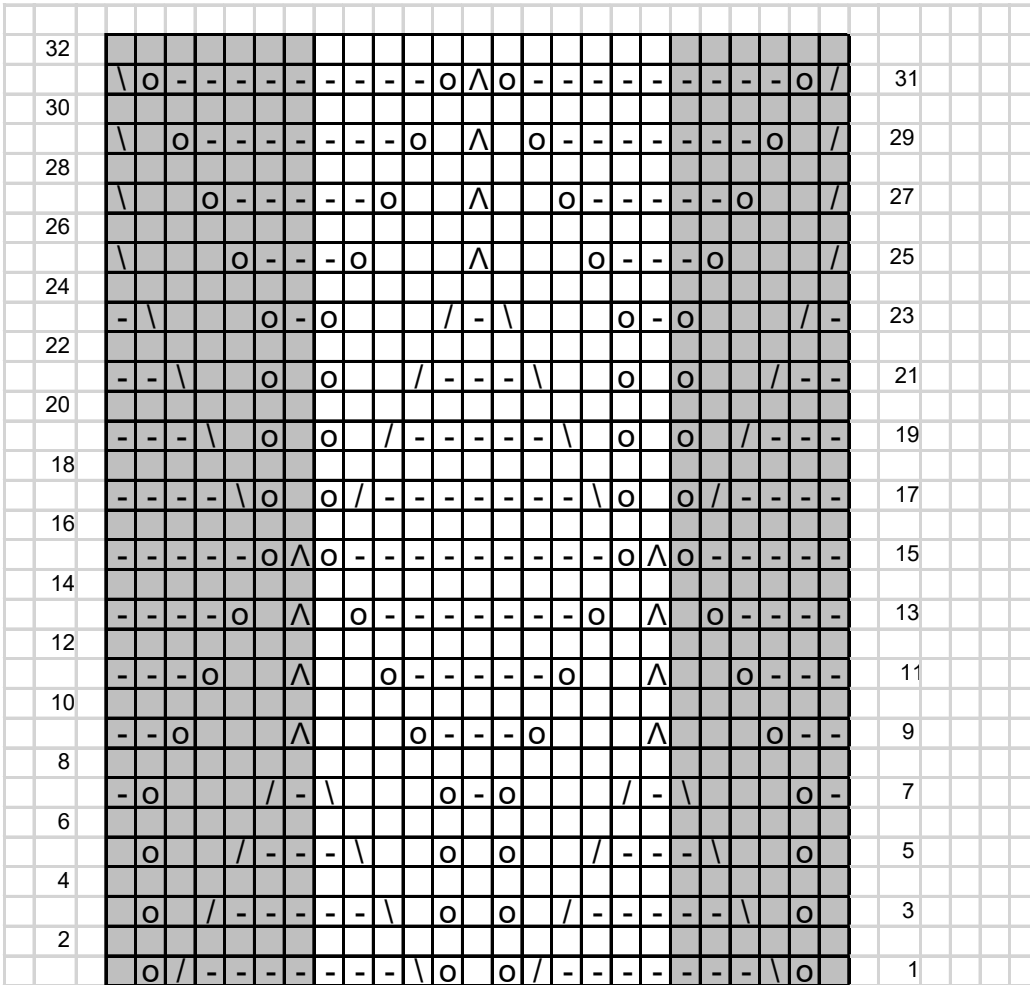 32
\ o - - - - - - - - - o Λ o - - - - - - - - - o / 31
30
\ o - - - - - - - o Λ o - - - - - - - o / 29
28
\ o - - - - - o Λ o - - - - - o / 27
26
\ o - - - o Λ o - - - o / 25
24
- \ o - o / - \ o - o / - 23
22
- - \ o o / - - - \ o o / - - 21
20
- - - \ o o / - - - - - \ o o / - - - 19
18
- - - - \ o o / - - - - - - - \ o o / - - - - 17
16
- - - - - o Λ o - - - - - - - - - o Λ o - - - - - 15
14
- - - - o Λ o - - - - - - - o Λ o - - - - 13
12
- - - o Λ o - - - - - o Λ o - - - 11
10
- - o Λ o - - - o Λ o - - 9
8
- o / - \ o - o / - \ o - 7
6
o / - - - \ o o / - - - \ o 5
4
o / - - - - - \ o o / - - - - - \ o 3
2
o / - - - - - - - \ o o / - - - - - - - \ o 1